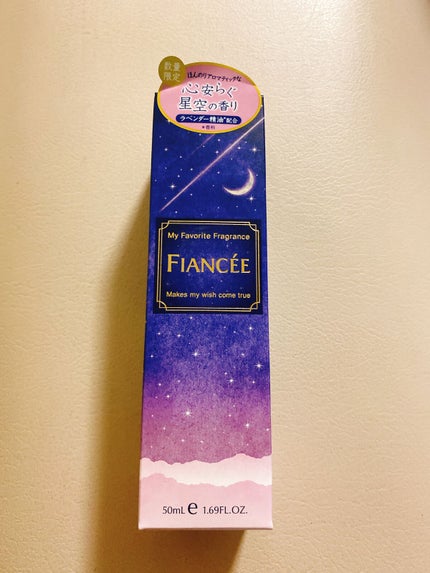 数量
限定
ほんのりアロマティックな
心安らぐ
星空の香り
ラベンダー精油*配合
*香料
My Favorite Fragrance
FIANCÉE
Makes my wish come true
50mL e 1.69FL.OZ.